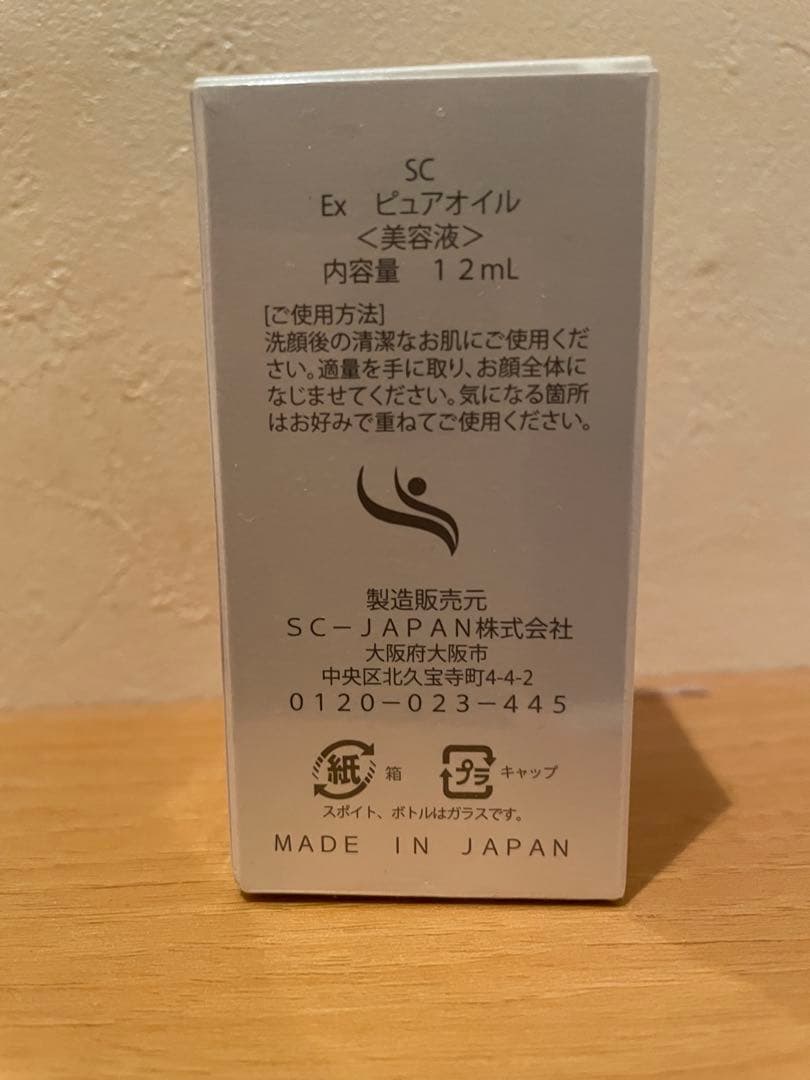 SC
Ex　ピュアオイル
＜美容液＞
内容量　１２mL
[ご使用方法]
洗顔後の清潔なお肌にご使用くだ
さい。適量を手に取り、お顔全体に
なじませてください。気になる箇所
はお好みで重ねてご使用ください。
製造販売元
ＳＣ－ＪＡＰＡＮ株式会社
大阪府大阪市
中央区北久宝寺町4-4-2
０１２０－０２３－４４５
紙 箱
プラ キャップ
スポイト、ボトルはガラスです。
ＭＡＤＥ　ＩＮ　ＪＡＰＡＮ